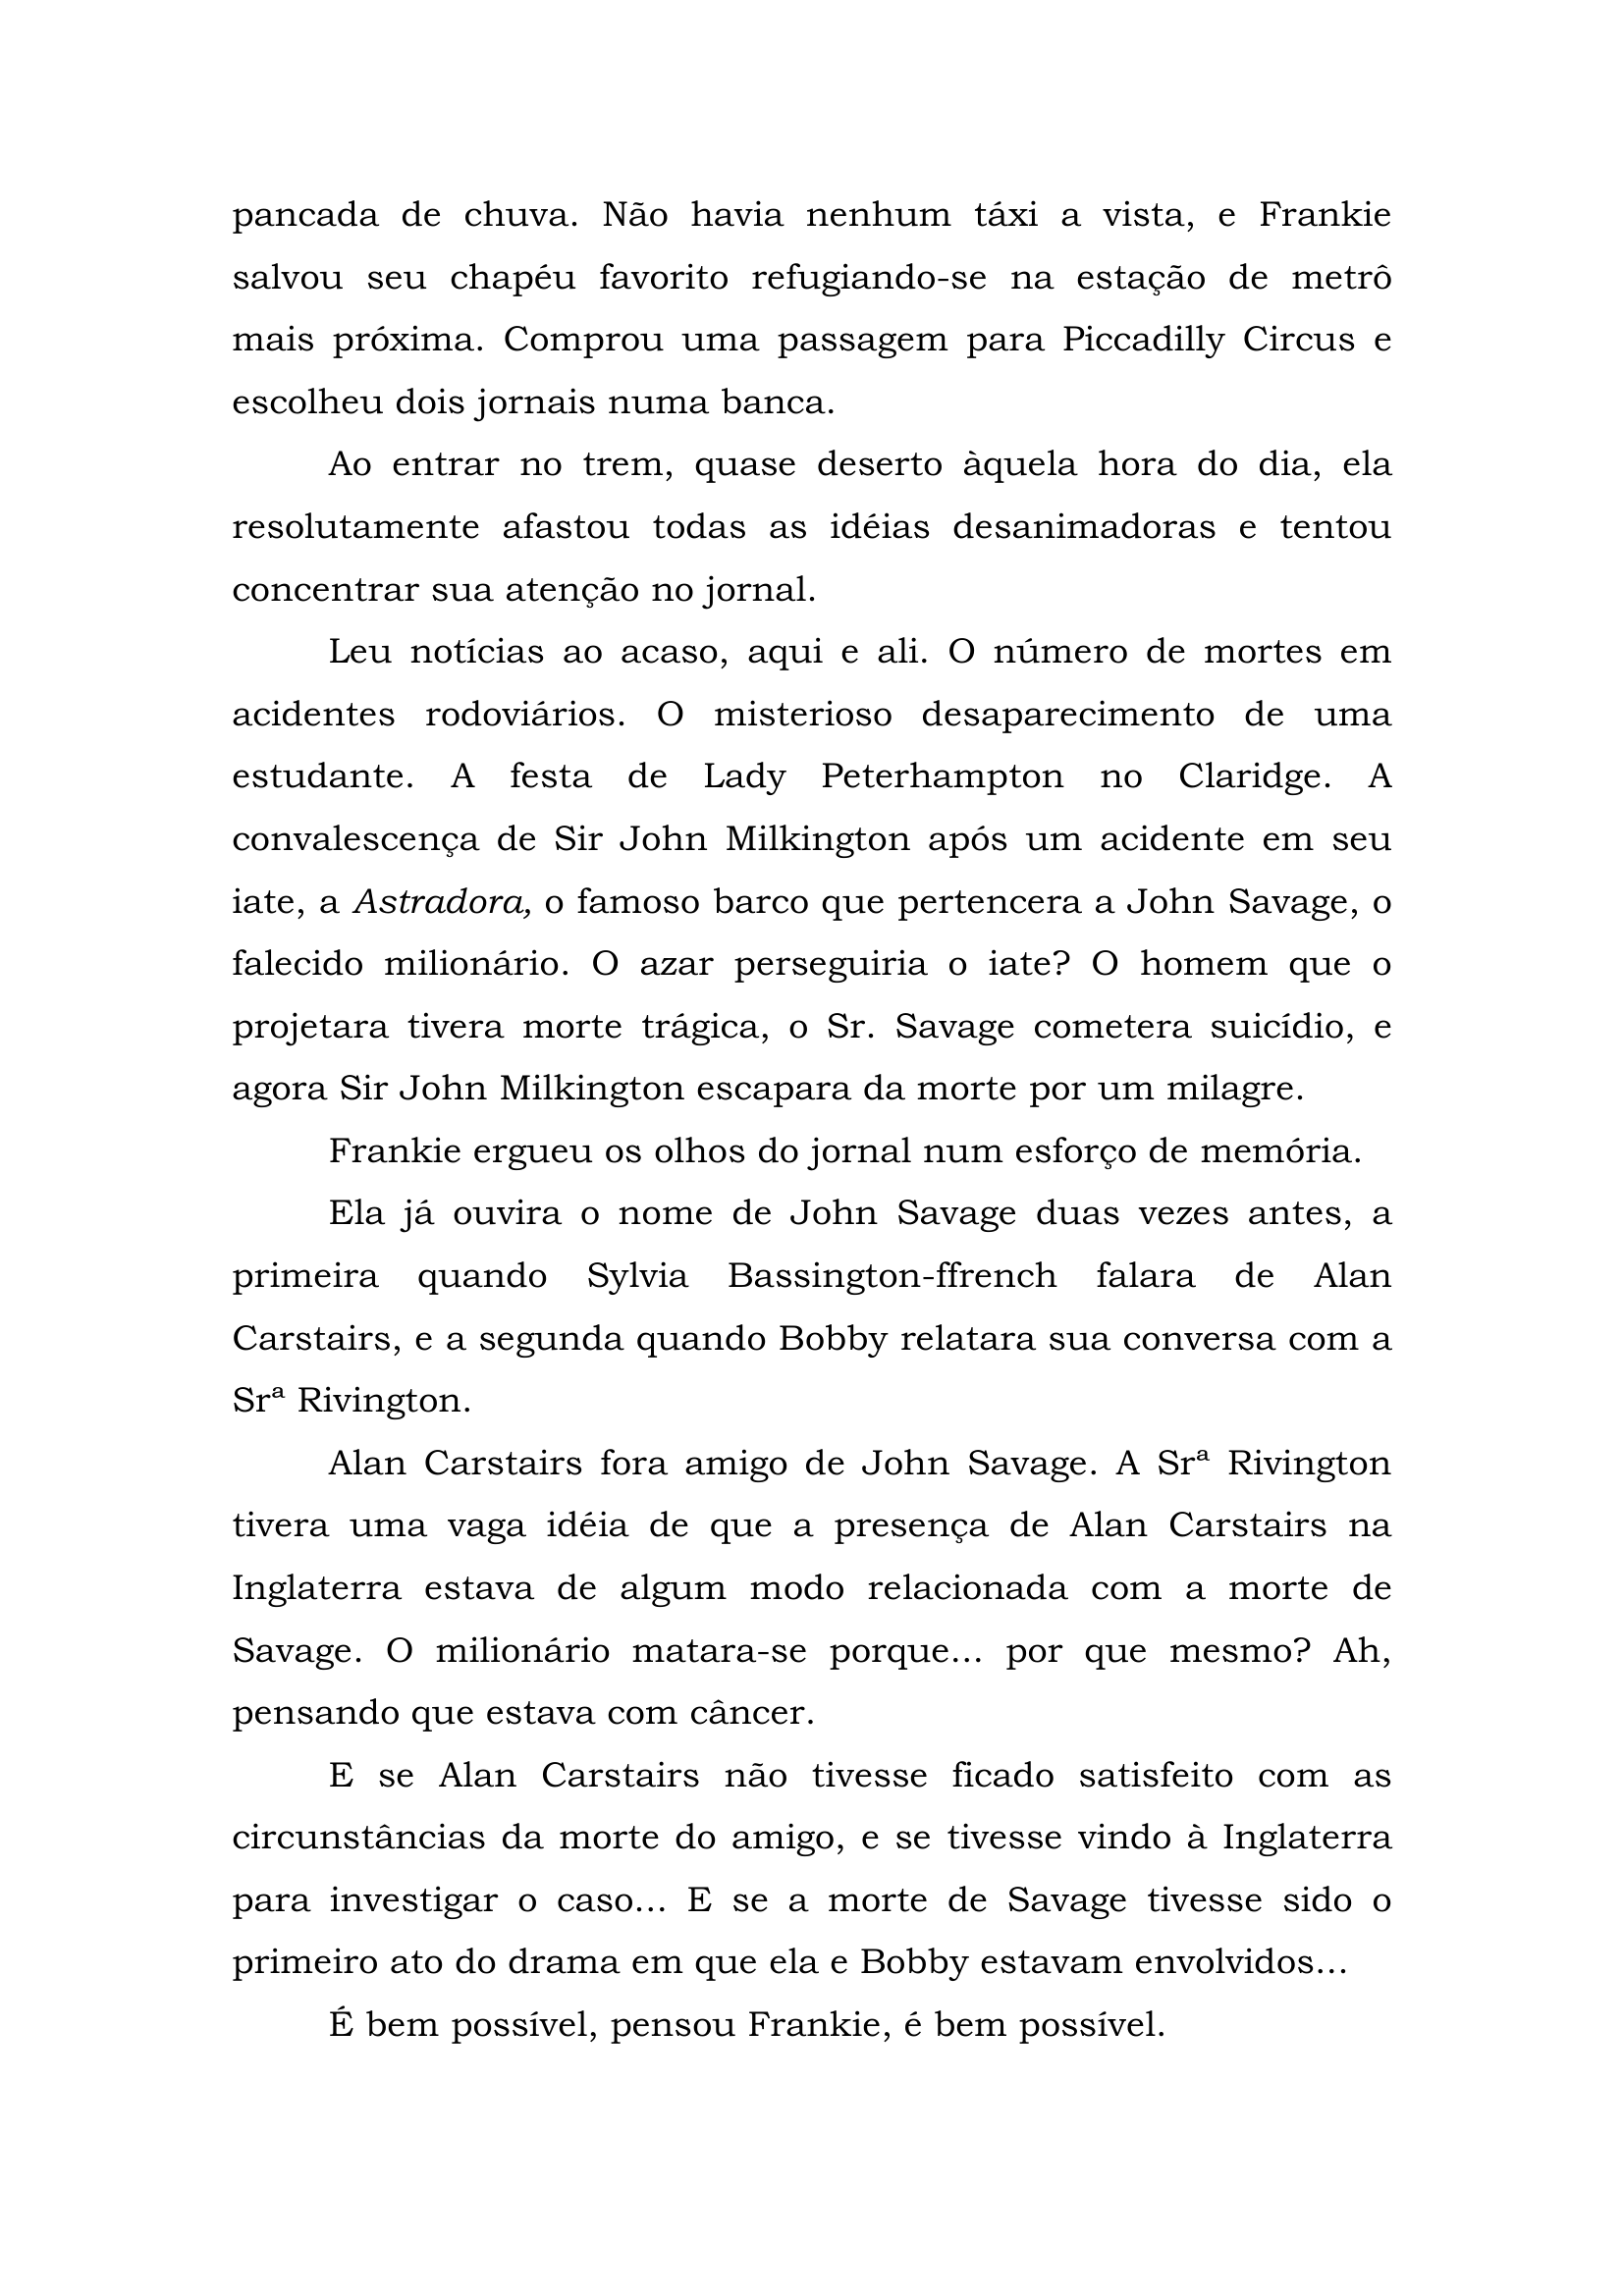 pancada de chuva. Não havia nenhum táxi a vista, e Frankie
salvou seu chapéu favorito refugiando-se na estação de metrô
mais próxima. Comprou uma passagem para Piccadilly Circus e
escolheu dois jornais numa banca.
Ao entrar no trem, quase deserto àquela hora do dia, ela
resolutamente afastou todas as idéias desanimadoras e tentou
concentrar sua atenção no jornal.
Leu notícias ao acaso, aqui e ali. O número de mortes em
acidentes rodoviários. O misterioso desaparecimento de uma
estudante. A festa de Lady Peterhampton no Claridge. A
convalescença de Sir John Milkington após um acidente em seu
iate, a Astradora, o famoso barco que pertencera a John Savage, o
falecido milionário. O azar perseguiria o iate? O homem que o
projetara tivera morte trágica, o Sr. Savage cometera suicídio, e
agora Sir John Milkington escapara da morte por um milagre.
Frankie ergueu os olhos do jornal num esforço de memória.
Ela já ouvira o nome de John Savage duas vezes antes, a
primeira quando Sylvia Bassington-ffrench falara de Alan
Carstairs, e a segunda quando Bobby relatara sua conversa com a
Srª Rivington.
Alan Carstairs fora amigo de John Savage. A Srª Rivington
tivera uma vaga idéia de que a presença de Alan Carstairs na
Inglaterra estava de algum modo relacionada com a morte de
Savage. O milionário matara-se porque... por que mesmo? Ah,
pensando que estava com câncer.
E se Alan Carstairs não tivesse ficado satisfeito com as
circunstâncias da morte do amigo, e se tivesse vindo à Inglaterra
para investigar o caso... E se a morte de Savage tivesse sido o
primeiro ato do drama em que ela e Bobby estavam envolvidos...
É bem possível, pensou Frankie, é bem possível.